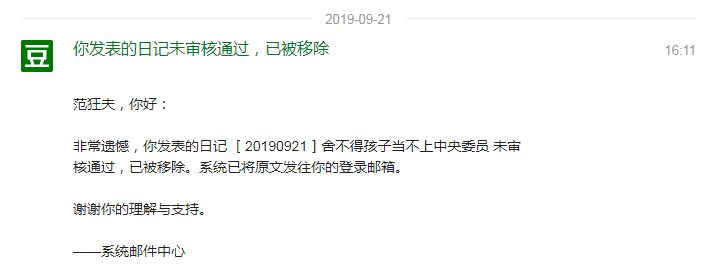 2019-09-21
豆
你发表的日记未审核通过，已被移除
16:11
范狂夫，你好：
非常遗憾，你发表的日记 [ 20190921 ] 舍不得孩子当不上中央委员 未审
核通过，已被移除。系统已将原文发往你的登录邮箱。
谢谢你的理解与支持。
——系统邮件中心